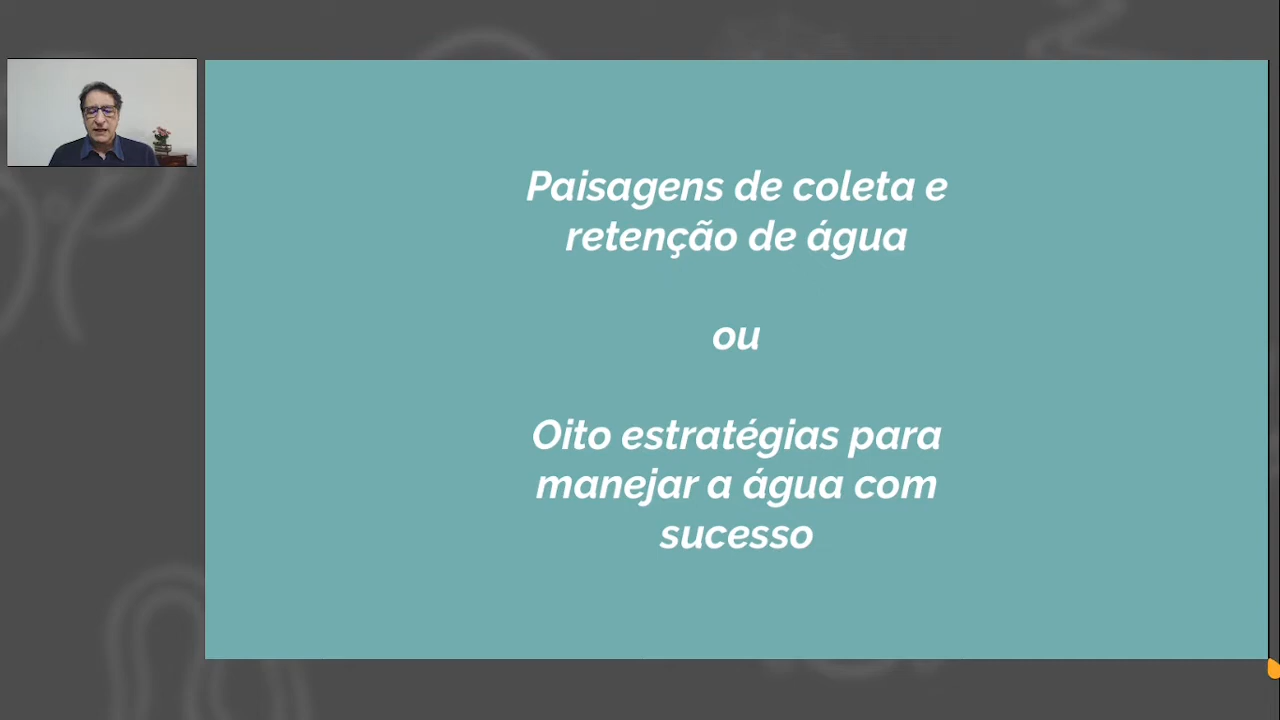 Paisagens de coleta e
retenção de água
ou
Oito estratégias para
manejar a água com
sucesso